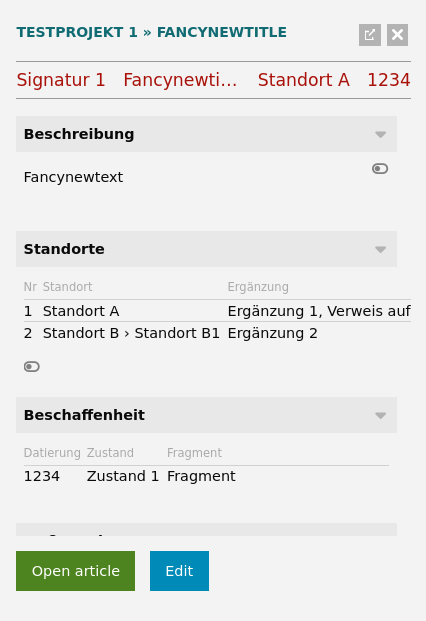 TESTPROJEKT 1 » FANCYNEWTITLE
Signatur 1 Fancynewti... Standort A 1234
Beschreibung
Fancynewtext
Standorte
Nr Standort Ergänzung
1 Standort A Ergänzung 1, Verweis auf
2 Standort B › Standort B1 Ergänzung 2
Beschaffenheit
Datierung Zustand Fragment
1234 Zustand 1 Fragment
Open article Edit